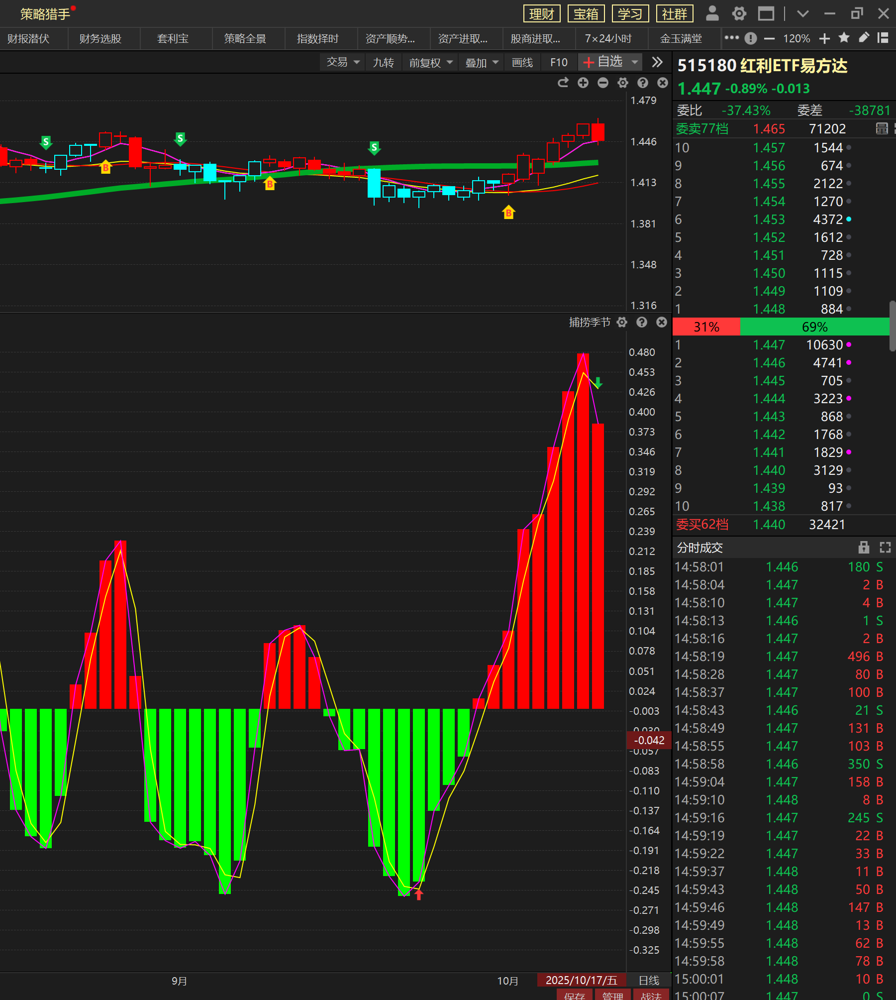 策略猎手 理财 宝箱 学习 社群
财报潜伏 财务选股 套利宝 策略全景 指数择时 资产顺势... 资产进取... 股商进取... 7×24小时 金玉满堂 ••• 120%
交易 九转 前复权 叠加 画线 F10 自选
1.479
1.446
1.413
1.381
1.348
1.316
S
B
S
B
S
B
捕捞季节
0.480
0.453
0.426
0.400
0.373
0.346
0.319
0.292
0.265
0.239
0.212
0.185
0.158
0.131
0.104
0.078
0.051
0.024
-0.003
-0.042
-0.057
-0.083
-0.110
-0.137
-0.164
-0.191
-0.218
-0.245
-0.271
-0.298
-0.325
9月 10月 2025/10/17/五 日线
保存 管理 战法
515180 红利ETF易方达
1.447 -0.89% -0.013
委比 -37.43% 委差 -38781
委卖77档 1.465 71202 量
10 1.457 1544
9 1.456 674
8 1.455 2122
7 1.454 1270
6 1.453 4372
5 1.452 1612
4 1.451 728
3 1.450 1115
2 1.449 1109
1 1.448 884
31% 69%
1 1.447 10630
2 1.446 4741
3 1.445 705
4 1.444 3223
5 1.443 868
6 1.442 1768
7 1.441 1829
8 1.440 3129
9 1.439 93
10 1.438 817
委买62档 1.440 32421
分时成交
14:58:01 1.446 180 S
14:58:04 1.447 2 B
14:58:10 1.447 4 B
14:58:13 1.446 1 S
14:58:16 1.447 2 B
14:58:19 1.447 496 B
14:58:28 1.447 80 B
14:58:37 1.447 100 B
14:58:43 1.446 21 S
14:58:49 1.447 131 B
14:58:55 1.447 103 B
14:58:58 1.446 350 S
14:59:04 1.447 158 B
14:59:10 1.448 8 B
14:59:16 1.447 245 S
14:59:19 1.447 22 B
14:59:22 1.447 33 B
14:59:37 1.448 11 B
14:59:43 1.448 50 B
14:59:46 1.448 147 B
14:59:49 1.448 13 B
14:59:55 1.448 62 B
14:59:58 1.448 78 B
15:00:01 1.448 10 B
15:00:07 1.447 0 S